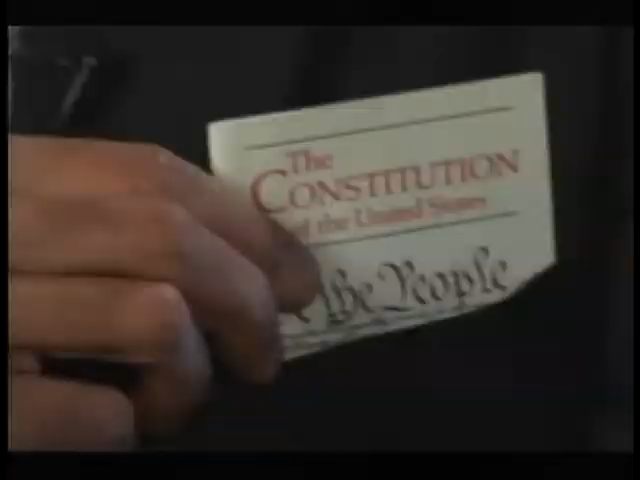 The
CONSTITUTION
of the United States
the People